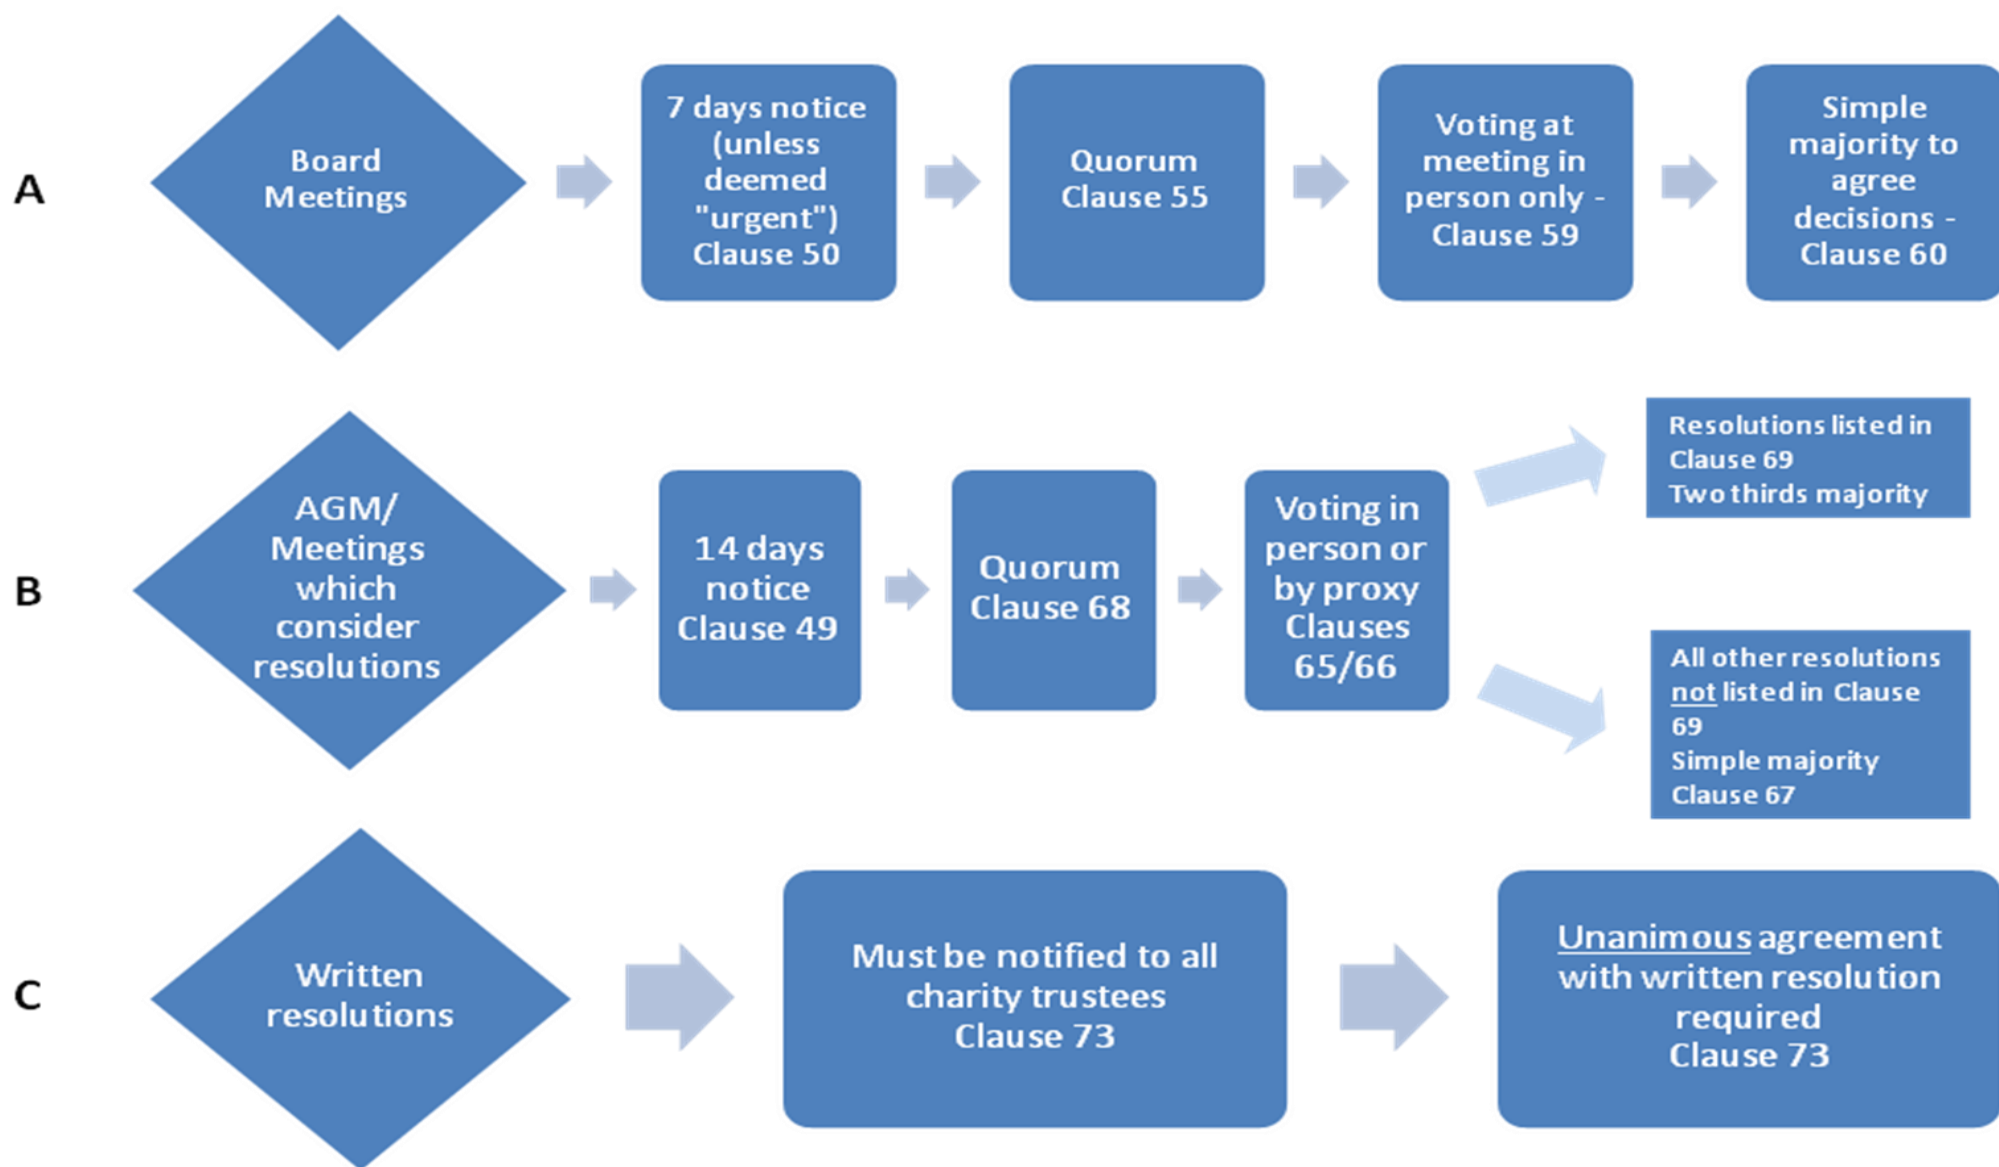 A
Board
Meetings
7 days notice
(unless
deemed
"urgent")
Clause 50
Quorum
Clause 55
Voting at
meeting in
person only -
Clause 59
Simple
majority to
agree
decisions -
Clause 60
B
AGM/
Meetings
which
consider
resolutions
14 days
notice
Clause 49
Quorum
Clause 68
Voting in
person or
by proxy
Clauses
65/66
Resolutions listed in
Clause 69
Two thirds majority
All other resolutions
not listed in Clause
69
Simple majority
Clause 67
C
Written
resolutions
Must be notified to all
charity trustees
Clause 73
Unanimous agreement
with written resolution
required
Clause 73